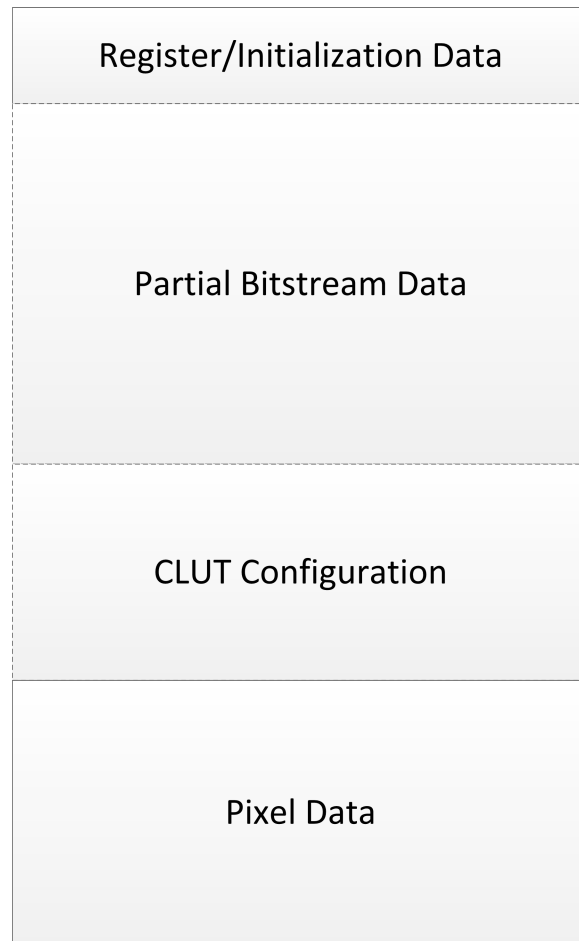 Register/Initialization Data
Partial Bitstream Data
CLUT Configuration
Pixel Data